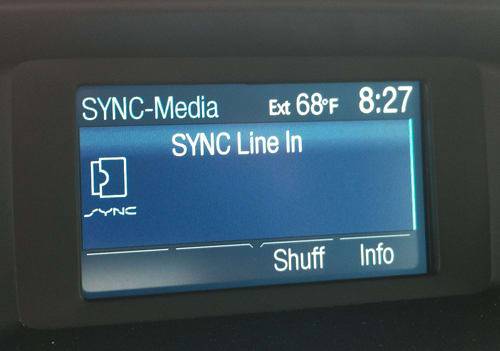 SYNC-Media Ext 68°F 8:27
SYNC Line In
SYNC
Shuff Info